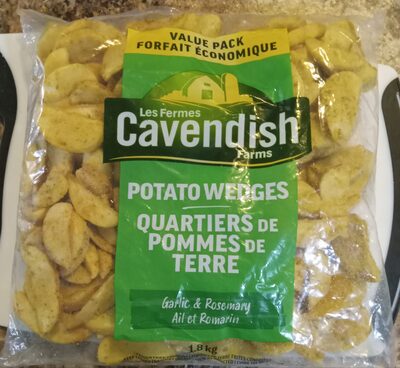 VALUE PACK
FORFAIT ÉCONOMIQUE
Les Fermes
Cavendish
Farms
POTATO WEDGES
QUARTIERS DE
POMMES DE
TERRE
Garlic & Rosemary
Ail et Romarin
1.8 kg